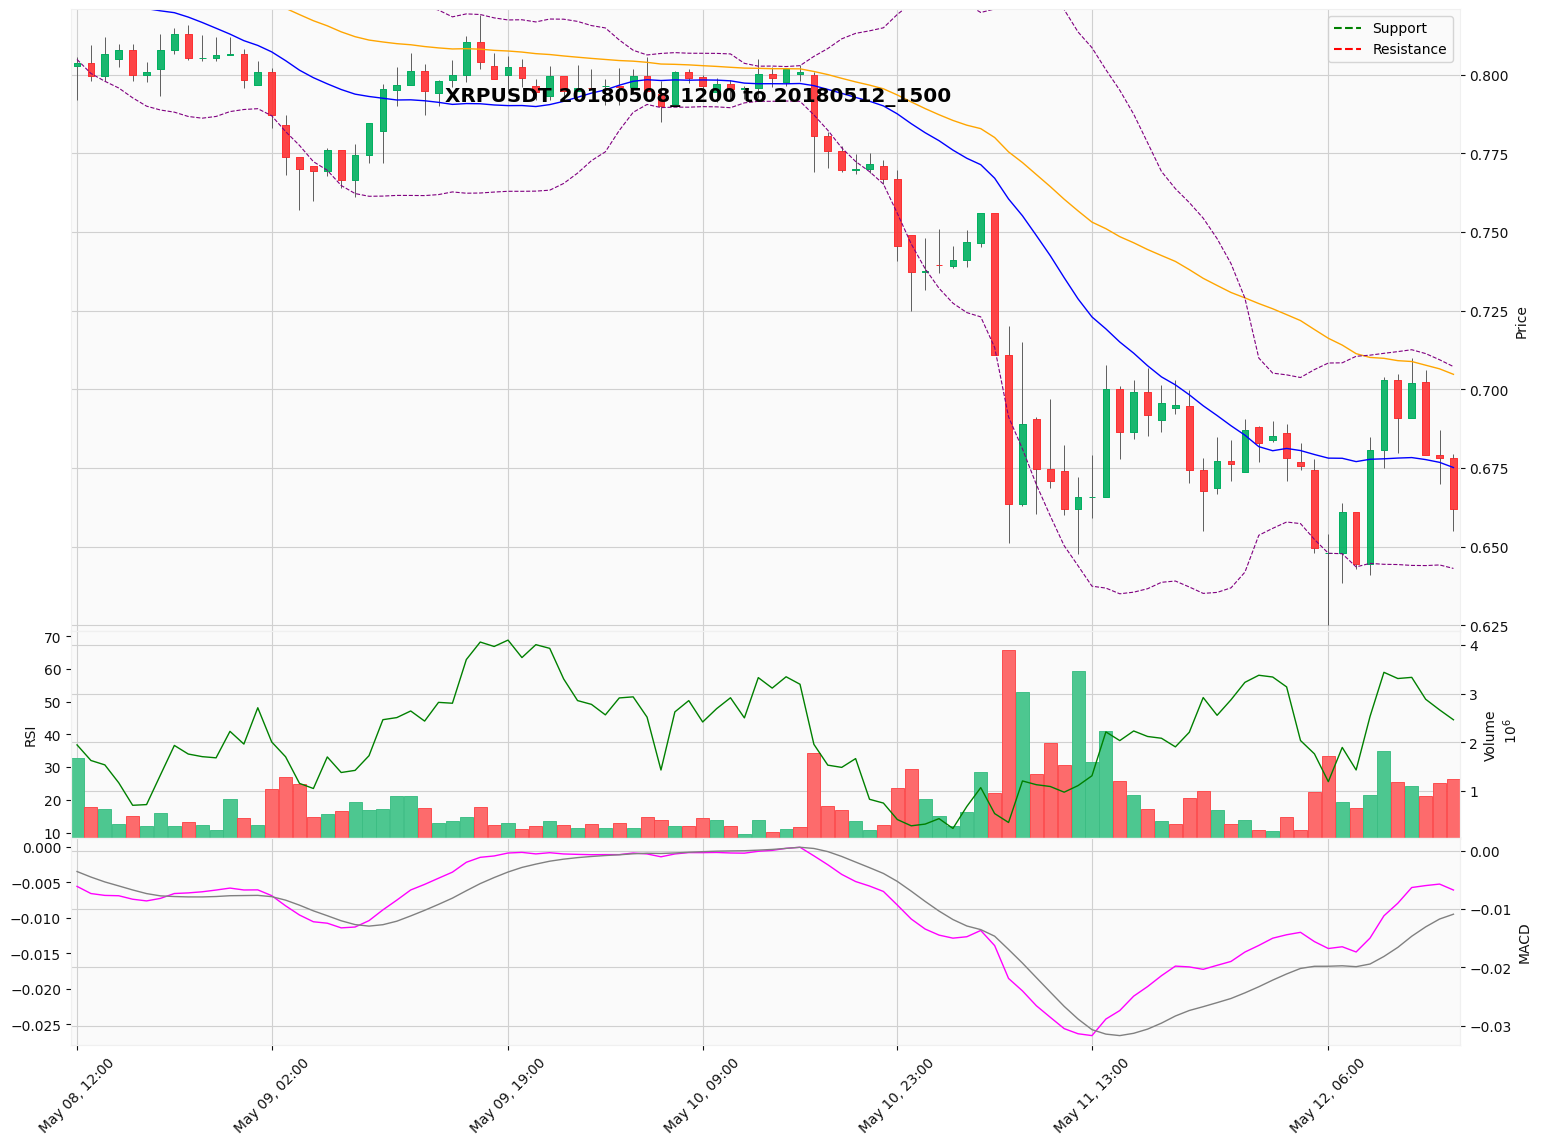 Support
Resistance
XRPUSDT 20180508_1200 to 20180512_1500
0.800
0.775
0.750
0.725
0.700
0.675
0.650
0.625
Price
70
60
50
40
30
20
10
RSI
4
3
2
1
Volume
10^6
0.000
−0.005
−0.010
−0.015
−0.020
−0.025
0.00
−0.01
−0.02
−0.03
MACD
May 08, 12:00
May 09, 02:00
May 09, 19:00
May 10, 09:00
May 10, 23:00
May 11, 13:00
May 12, 06:00